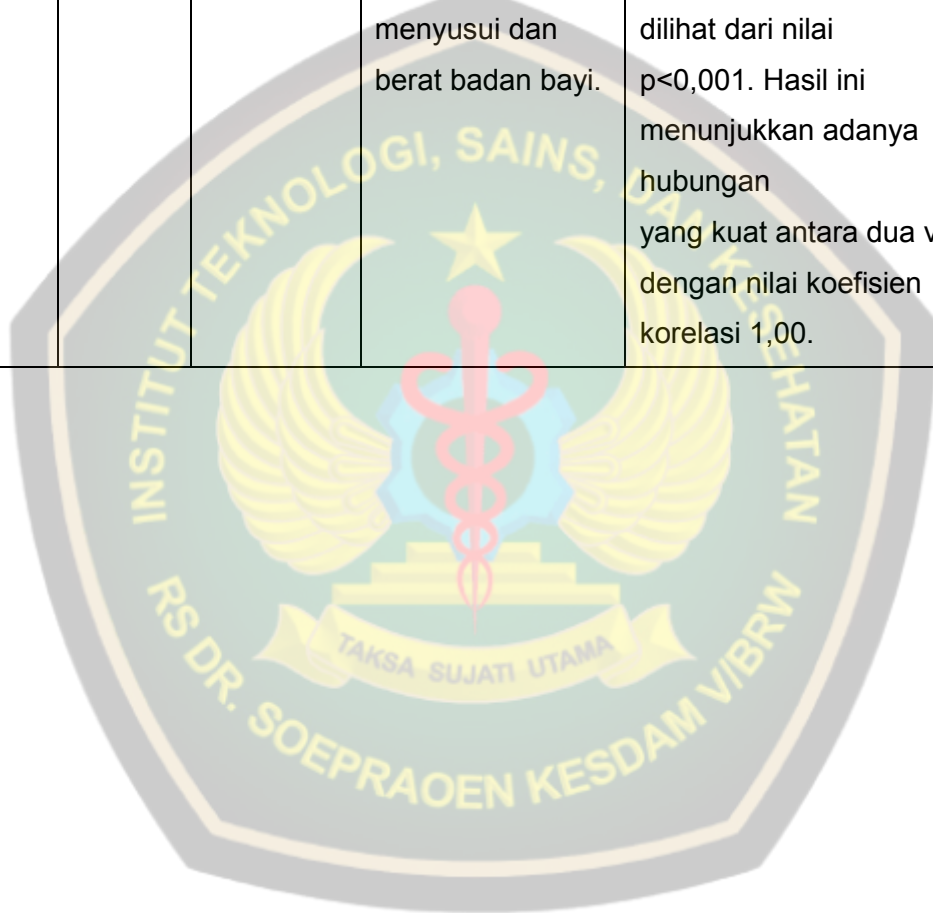 menyusui dan
berat badan bayi.
dilihat dari nilai
p<0,001. Hasil ini
menunjukkan adanya
hubungan
yang kuat antara dua
dengan nilai koefisien
korelasi 1,00.
INSTITUT TEKNOLOGI, SAINS, DAN KESEHATAN
TAKSA SUJATI UTAMA
RS DR. SOEPRAOEN KESDAM V/BRW